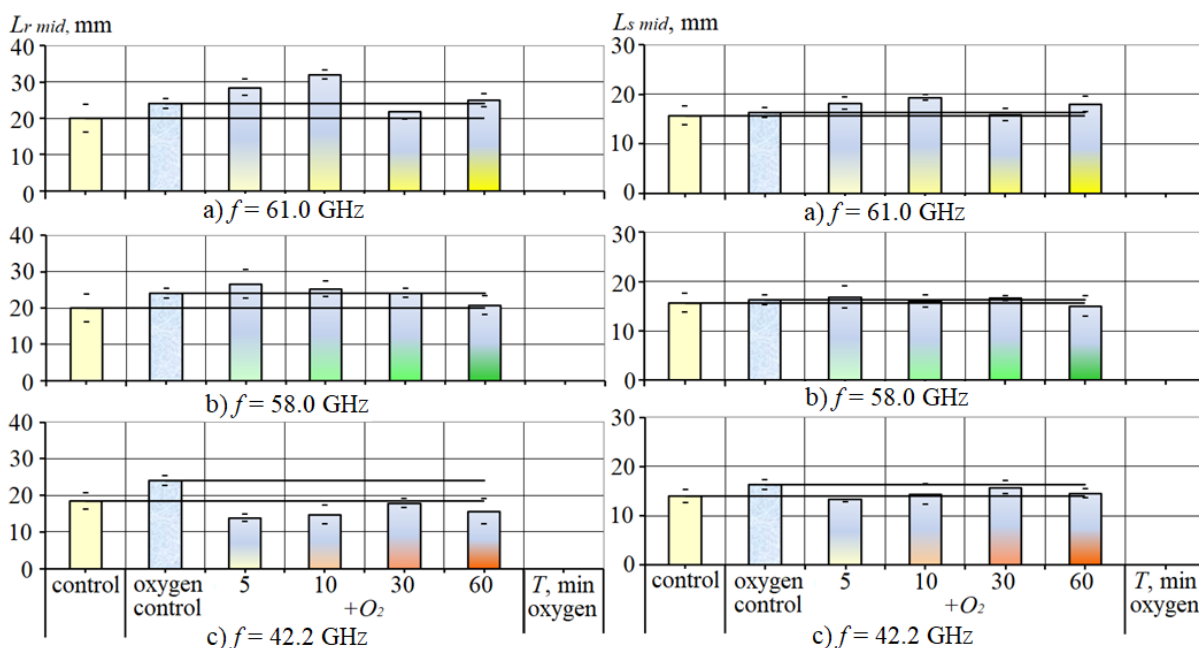 Lr mid, mm
40
30
20
10
0
a) f = 61.0 GHz
40
30
20
10
0
b) f = 58.0 GHz
40
30
20
10
0
control
oxygen control
5
10
30
60
T, min oxygen
+O₂
c) f = 42.2 GHz
Ls mid, mm
30
20
10
0
a) f = 61.0 GHz
30
20
10
0
b) f = 58.0 GHz
30
20
10
0
control
oxygen control
5
10
30
60
T, min oxygen
+O₂
c) f = 42.2 GHz